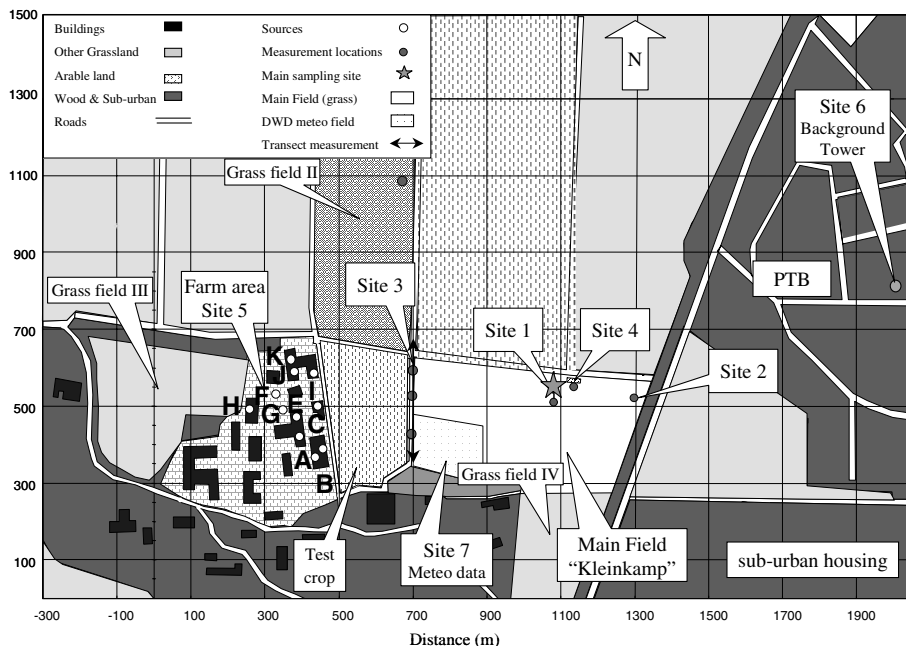 1500
1300
1100
900
700
500
300
100
Buildings
Other Grassland
Arable land
Wood & Sub-urban
Roads
Sources
Measurement locations
Main sampling site
Main Field (grass)
DWD meteo field
Transect measurement
N
Site 6
Background
Tower
Grass field II
Grass field III
Farm area
Site 5
Site 3
Site 1
Site 4
PTB
Site 2
K
J
I
F
E
H
G
C
A
B
Grass field IV
Test
crop
Site 7
Meteo data
Main Field
“Kleinkamp”
sub-urban housing
-300
-100
100
300
500
700
900
1100
1300
1500
1700
1900
Distance (m)